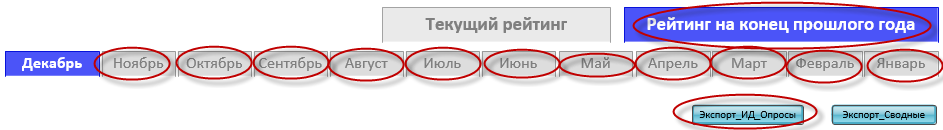 Текущий рейтинг Рейтинг на конец прошлого года
Декабрь Ноябрь Октябрь Сентябрь Август Июль Июнь Май Апрель Март Февраль Январь
Экспорт_ИД_Опросы Экспорт_Сводные